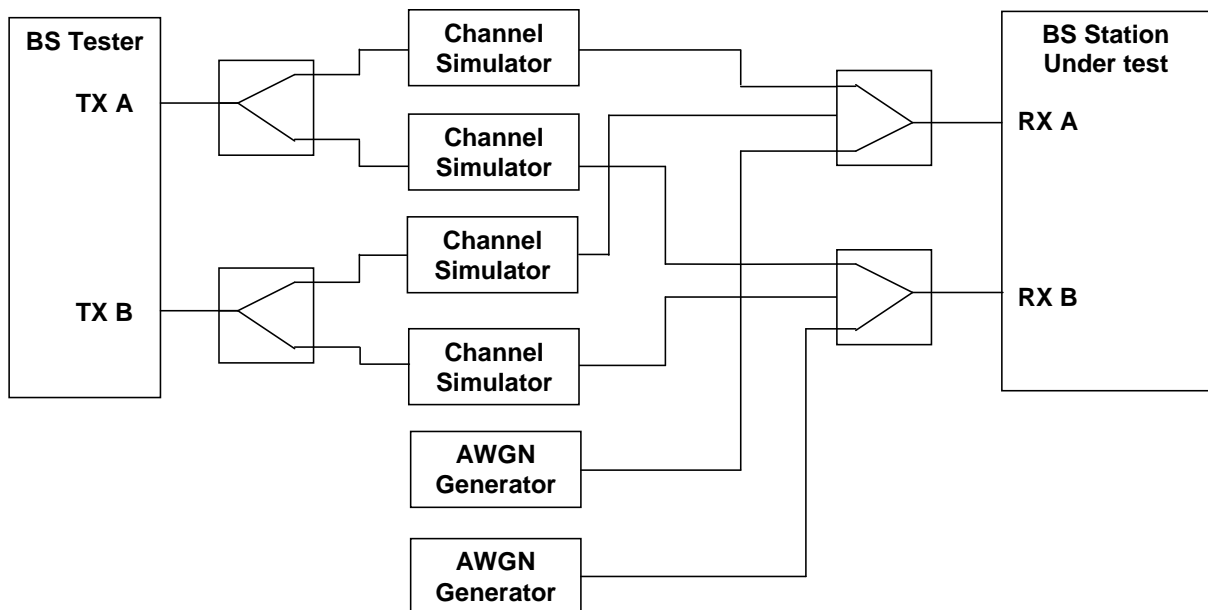 BS Tester
TX A
TX B
Channel
Simulator
Channel
Simulator
Channel
Simulator
Channel
Simulator
AWGN
Generator
AWGN
Generator
BS Station
Under test
RX A
RX B